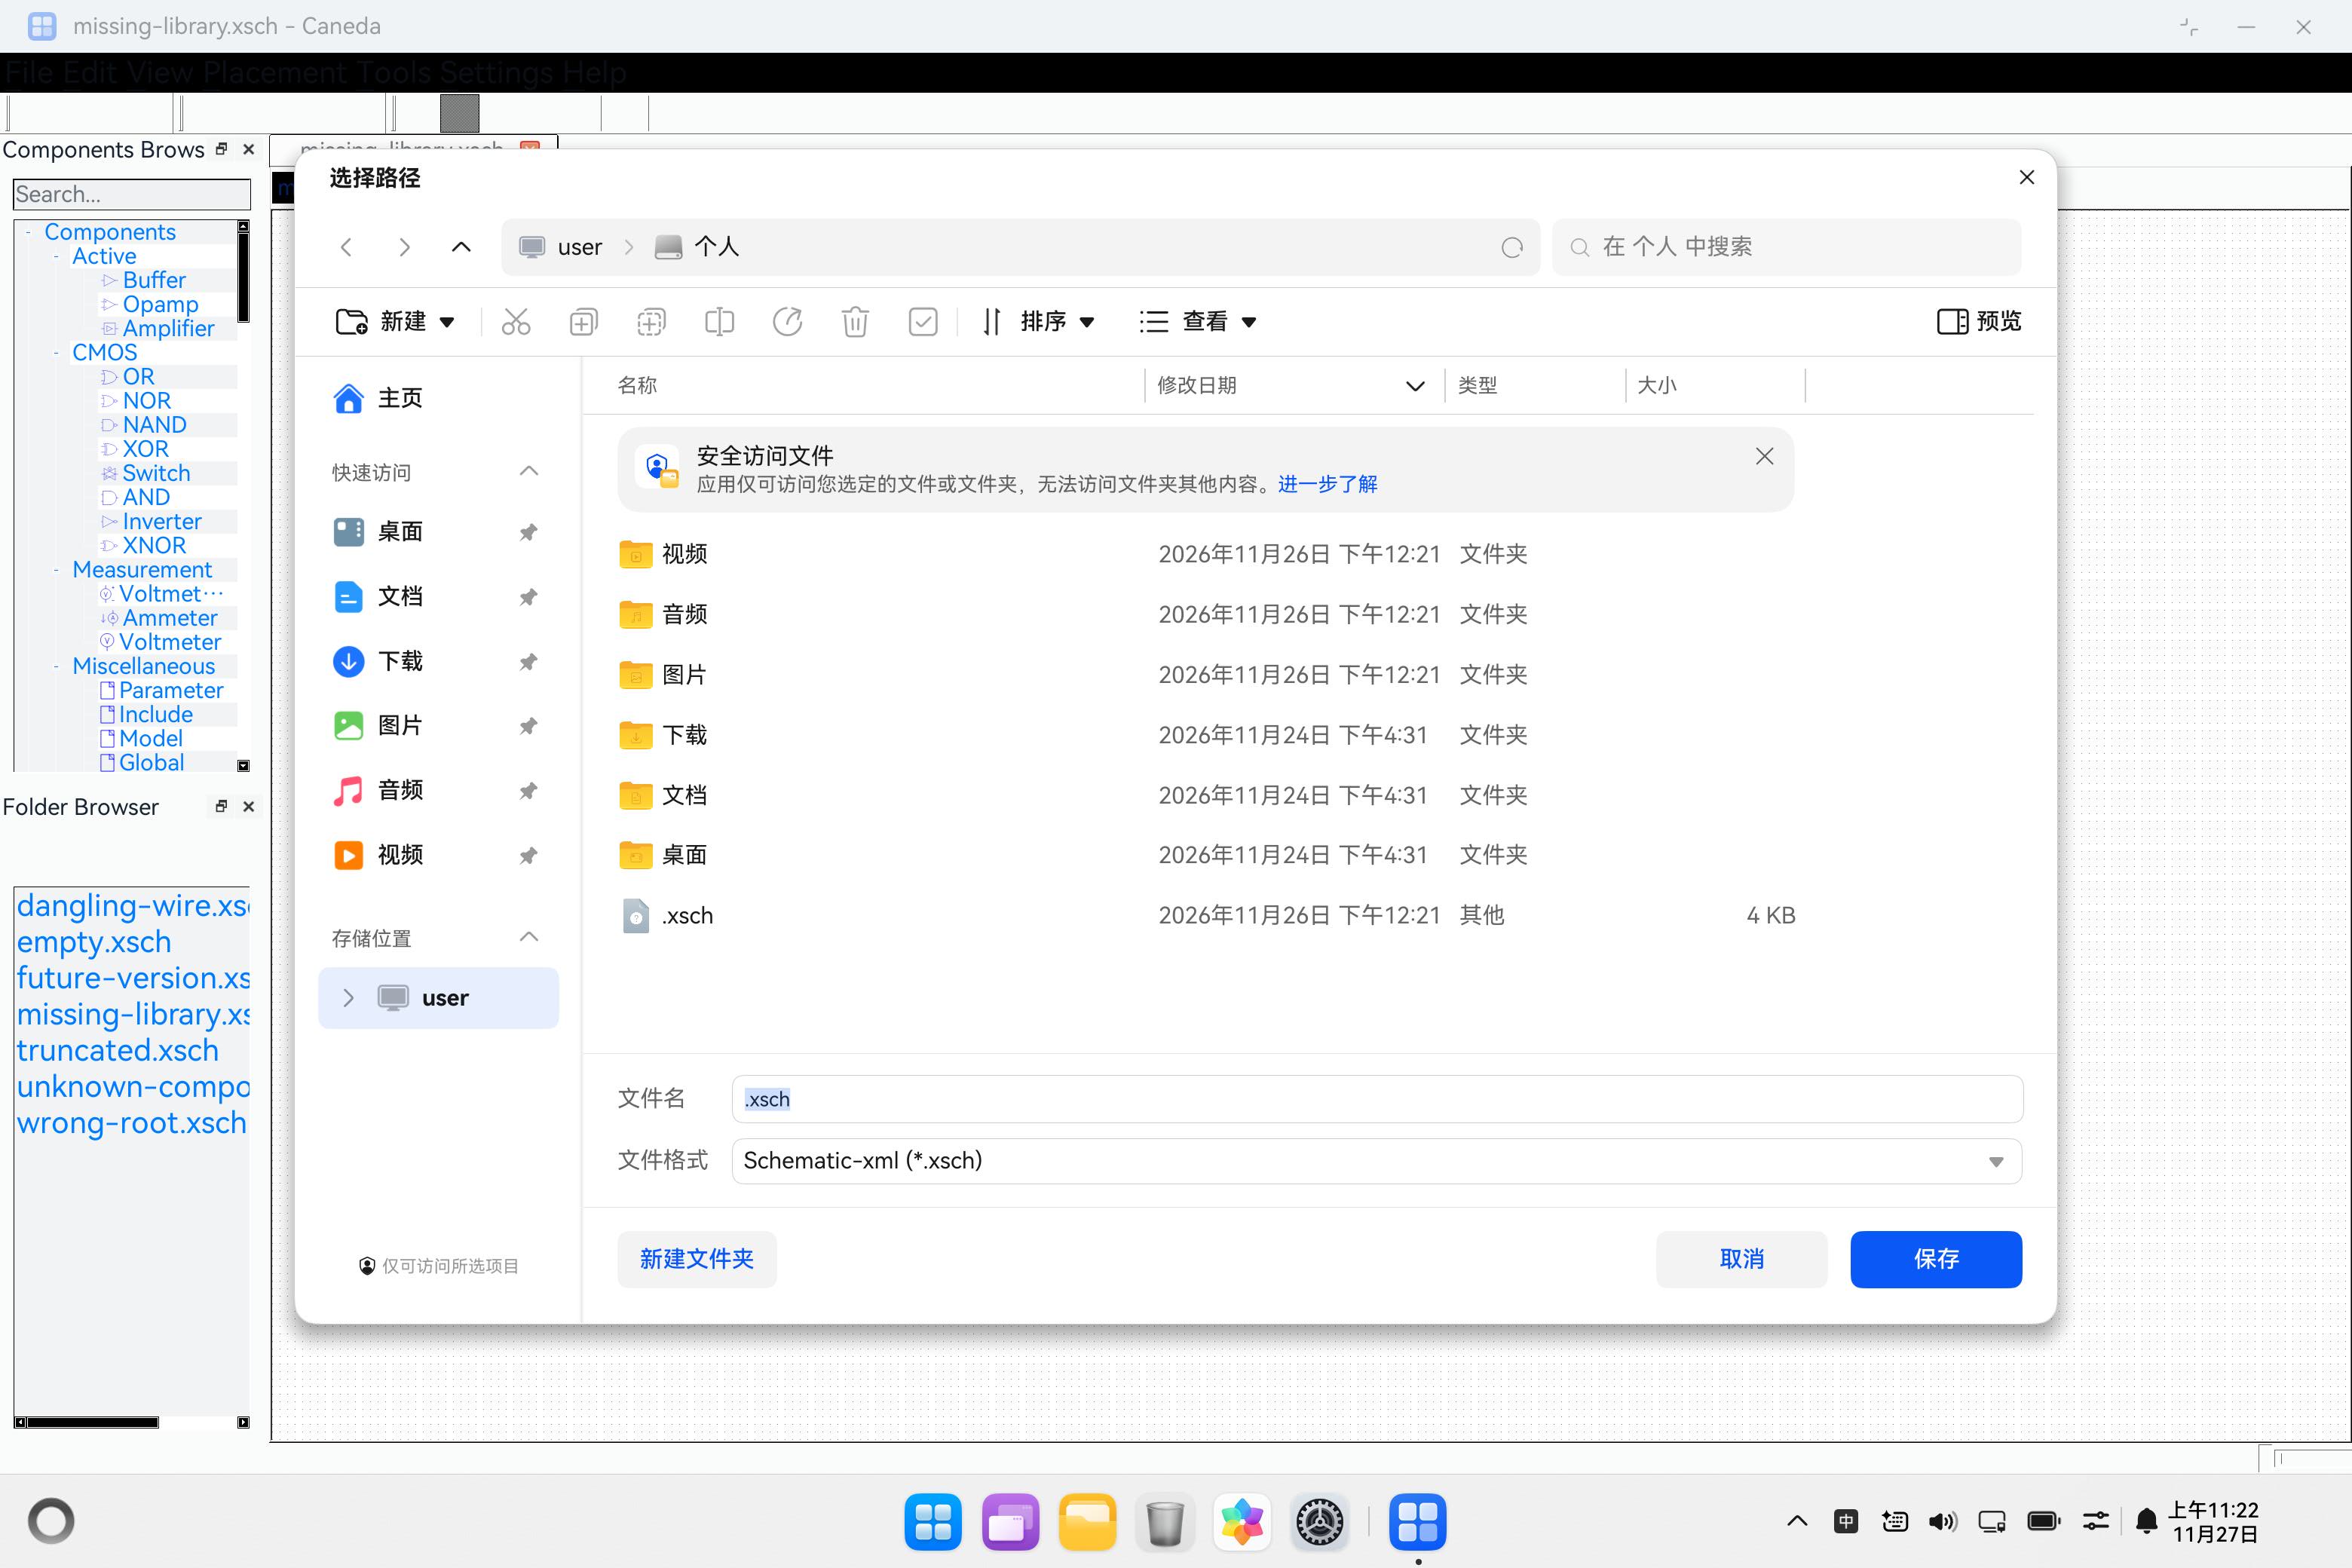 missing-library.xsch - Caneda
File Edit View Placement Tools Settings Help
Components Brows
missing-library.xsch
Search...
Components
Active
Buffer
Opamp
Amplifier
CMOS
OR
NOR
NAND
XOR
Switch
AND
Inverter
XNOR
Measurement
Voltmet···
Ammeter
Voltmeter
Miscellaneous
Parameter
Include
Model
Global
Folder Browser
dangling-wire.xs
empty.xsch
future-version.xs
missing-library.xs
truncated.xsch
unknown-compo
wrong-root.xsch
选择路径
user
个人
在 个人 中搜索
新建
排序
查看
预览
主页
快速访问
桌面
文档
下载
图片
音频
视频
存储位置
user
仅可访问所选项目
名称 修改日期 类型 大小
安全访问文件
应用仅可访问您选定的文件或文件夹，无法访问文件夹其他内容。进一步了解
视频 2026年11月26日 下午12:21 文件夹
音频 2026年11月26日 下午12:21 文件夹
图片 2026年11月26日 下午12:21 文件夹
下载 2026年11月24日 下午4:31 文件夹
文档 2026年11月24日 下午4:31 文件夹
桌面 2026年11月24日 下午4:31 文件夹
.xsch 2026年11月26日 下午12:21 其他 4 KB
文件名 .xsch
文件格式 Schematic-xml (*.xsch)
新建文件夹
取消
保存
中
上午11:22
11月27日